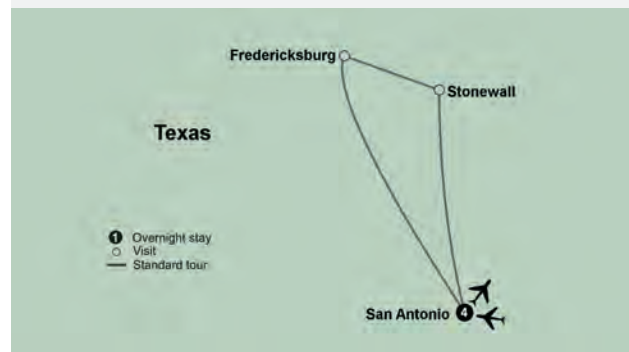 Fredericksburg
Stonewall
Texas
1 Overnight stay
Visit
Standard tour
San Antonio 4